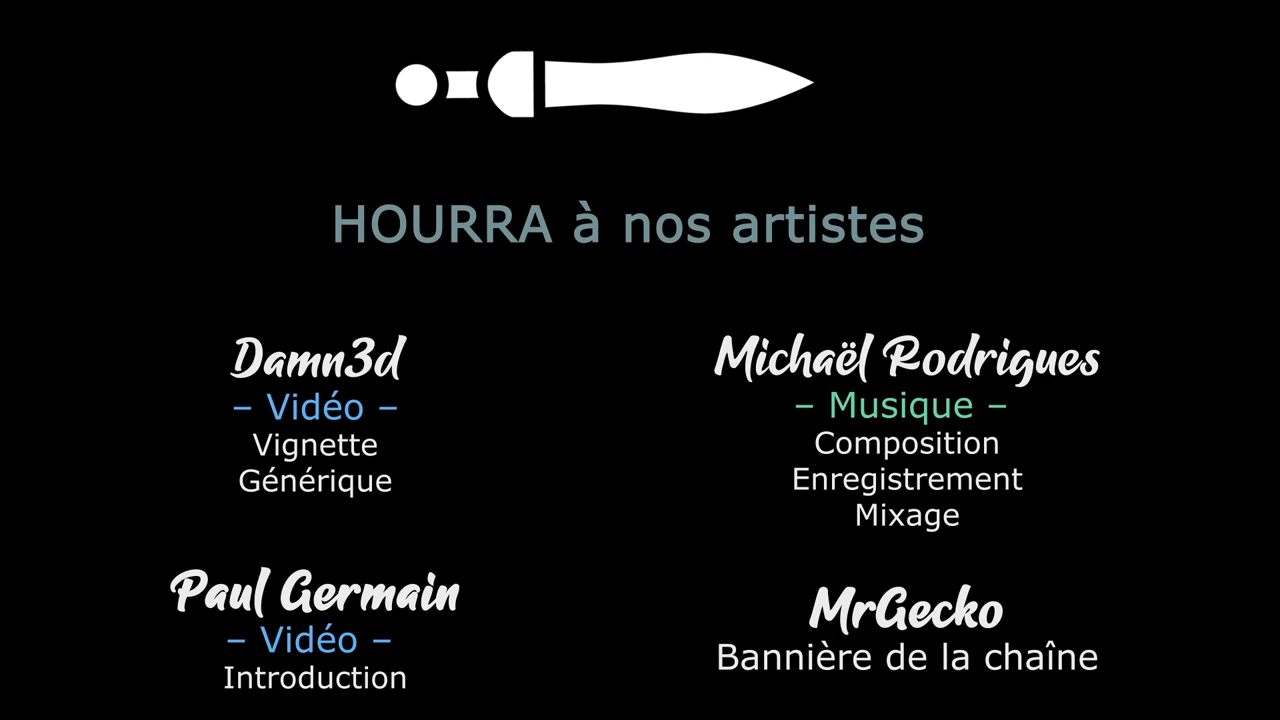 HOURRA à nos artistes
Damn3d
– Vidéo –
Vignette
Générique
Michaël Rodrigues
– Musique –
Composition
Enregistrement
Mixage
Paul Germain
– Vidéo –
Introduction
MrGecko
Bannière de la chaîne